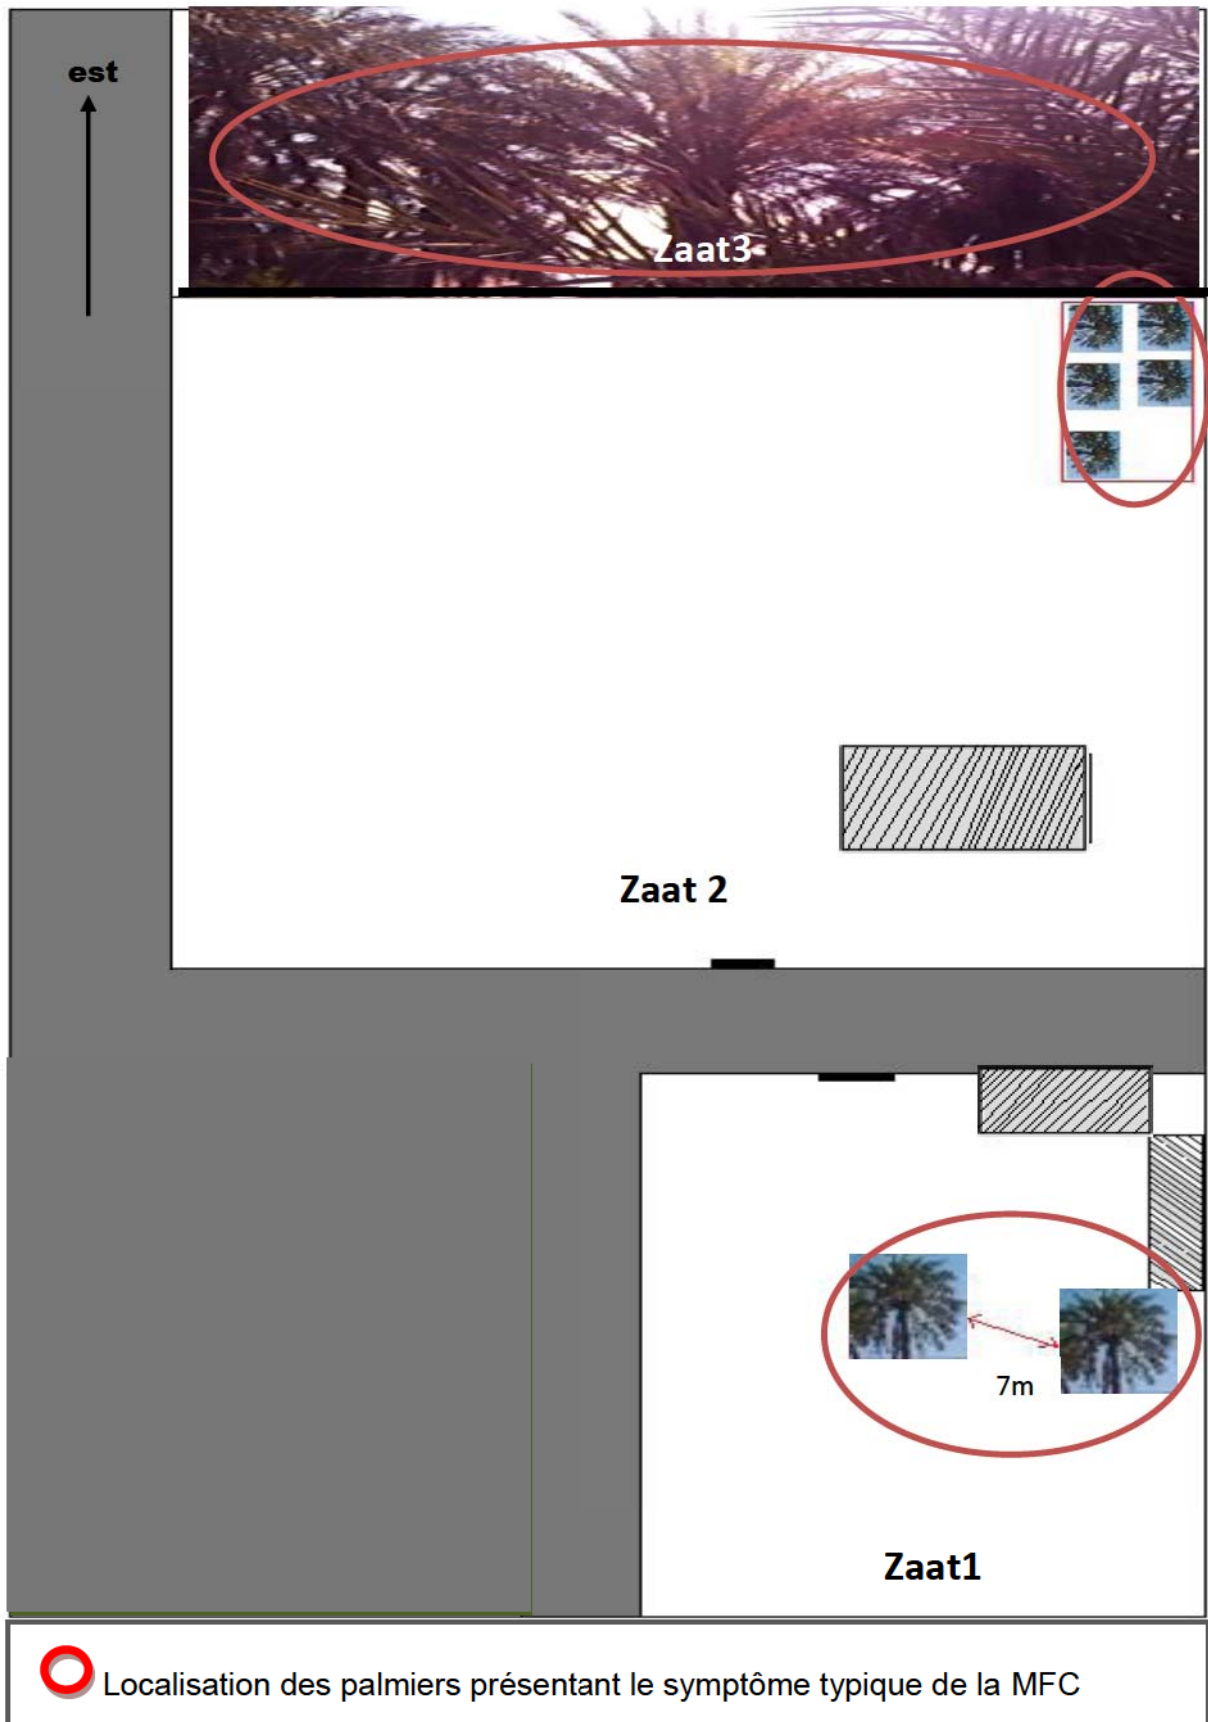 est
Zaat3
Zaat 2
7m
Zaat1
Localisation des palmiers présentant le symptôme typique de la MFC